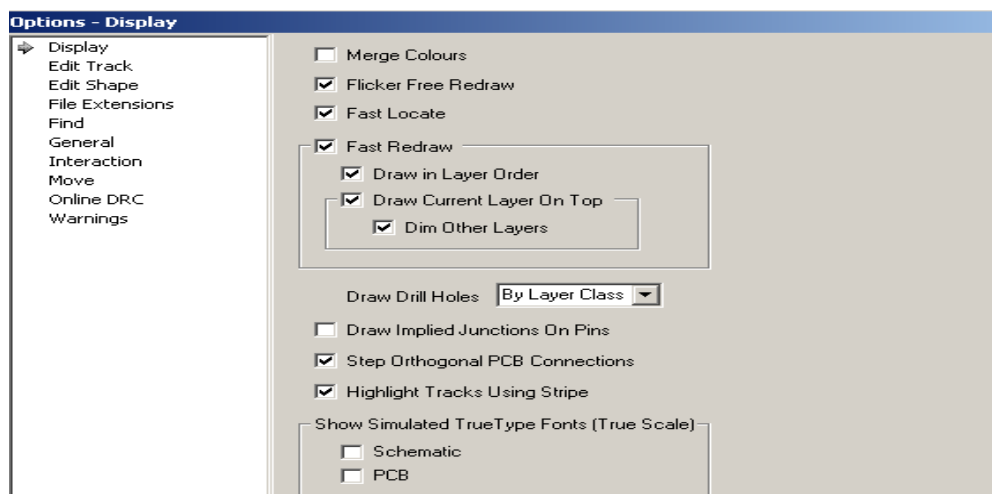 Options - Display
Display
Edit Track
Edit Shape
File Extensions
Find
General
Interaction
Move
Online DRC
Warnings
Merge Colours
Flicker Free Redraw
Fast Locate
Fast Redraw
Draw in Layer Order
Draw Current Layer On Top
Dim Other Layers
Draw Drill Holes By Layer Class
Draw Implied Junctions On Pins
Step Orthogonal PCB Connections
Highlight Tracks Using Stripe
Show Simulated TrueType Fonts (True Scale)
Schematic
PCB